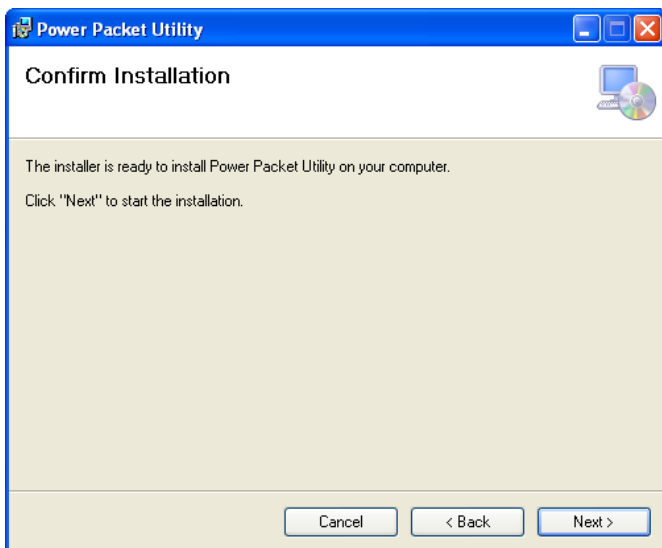 Power Packet Utility
Confirm Installation
The installer is ready to install Power Packet Utility on your computer.
Click "Next" to start the installation.
Cancel
< Back
Next >